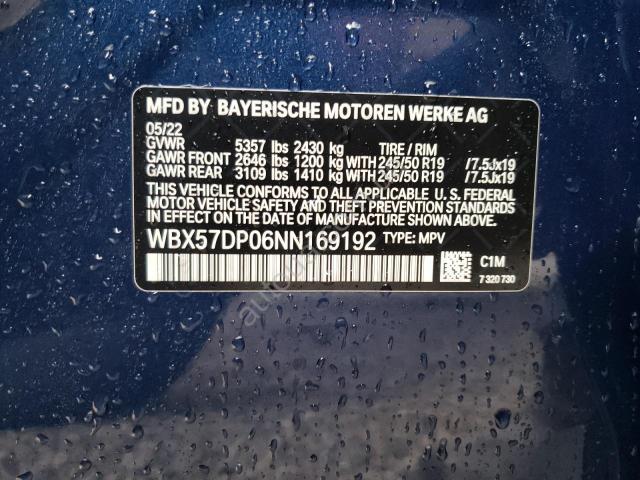 MFD BY BAYERISCHE MOTOREN WERKE AG
05/22
GVWR 5357 lbs 2430 kg TIRE / RIM
GAWR FRONT 2646 lbs 1200 kg WITH 245/50 R19 /7.5Jx19
GAWR REAR 3109 lbs 1410 kg WITH 245/50 R19 /7.5Jx19
THIS VEHICLE CONFORMS TO ALL APPLICABLE U.S. FEDERAL
MOTOR VEHICLE SAFETY STANDARDS IN EFFECT ON THE
DATE OF MANUFACTURE SHOWN ABOVE.
WBX57DP06NN169192 TYPE: MPV
C1M
7 320 730